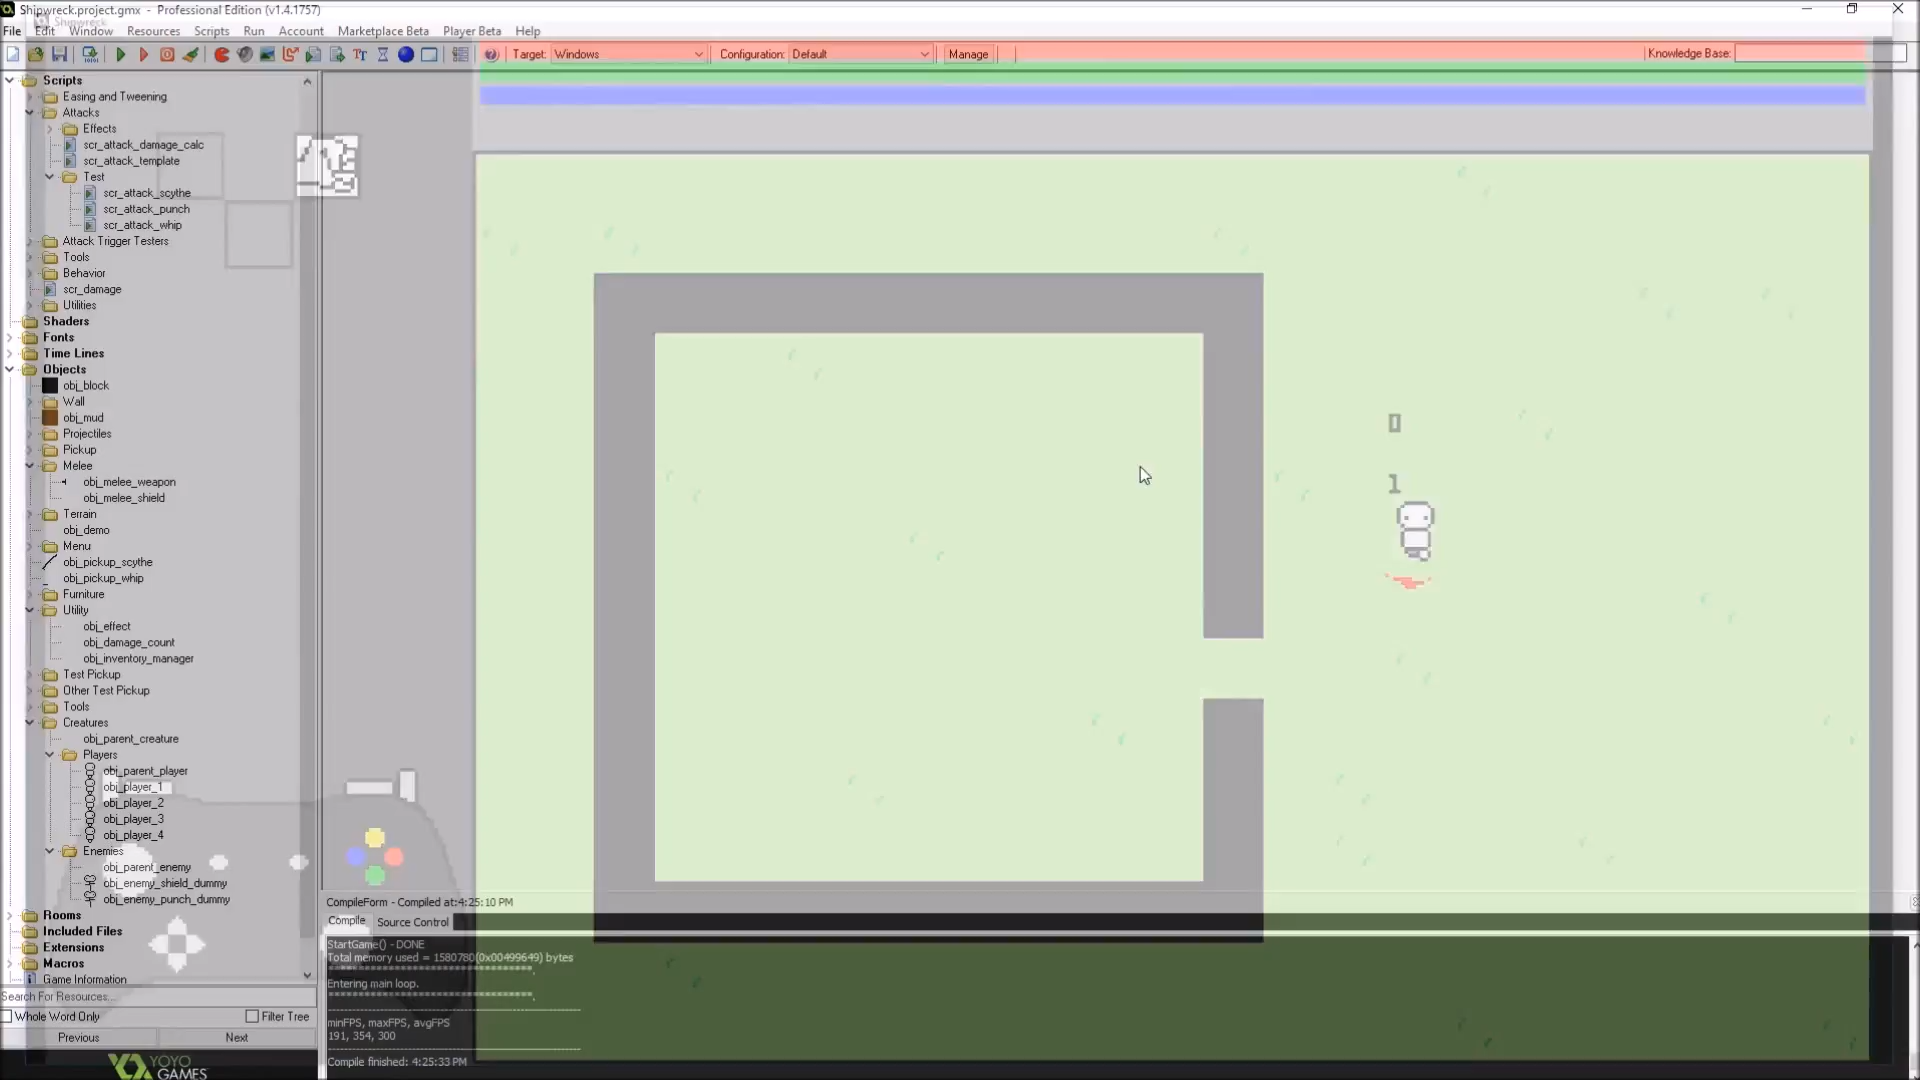 Shipwreck.project.gmx - Professional Edition (v1.4.1757)
Shipwreck
File Edit Window Resources Scripts Run Account Marketplace Beta Player Beta Help
Target: Windows Configuration: Default Manage Knowledge Base:
Scripts
Easing and Tweening
Attacks
Effects
scr_attack_damage_calc
scr_attack_template
Test
scr_attack_scythe
scr_attack_punch
scr_attack_whip
Attack Trigger Testers
Tools
Behavior
scr_damage
Utilities
Shaders
Fonts
Time Lines
Objects
obj_block
Wall
obj_mud
Projectiles
Pickup
Melee
obj_melee_weapon
obj_melee_shield
Terrain
obj_demo
Menu
obj_pickup_scythe
obj_pickup_whip
Furniture
Utility
obj_effect
obj_damage_count
obj_inventory_manager
Test Pickup
Other Test Pickup
Tools
Creatures
obj_parent_creature
Players
obj_parent_player
obj_player_1
obj_player_2
obj_player_3
obj_player_4
Enemies
obj_parent_enemy
obj_enemy_shield_dummy
obj_enemy_punch_dummy
Rooms
Included Files
Extensions
Macros
Game Information
Search For Resources...
Whole Word Only Filter Tree
Previous Next
YOYO
GAMES
0
1
CompileForm - Compiled at:4:25:10 PM
Compile Source Control
StartGame() - DONE
Total memory used = 1580780(0x00499649) bytes
**********************************.
Entering main loop.
**********************************.
minFPS, maxFPS, avgFPS
191, 354, 300
Compile finished: 4:25:33 PM